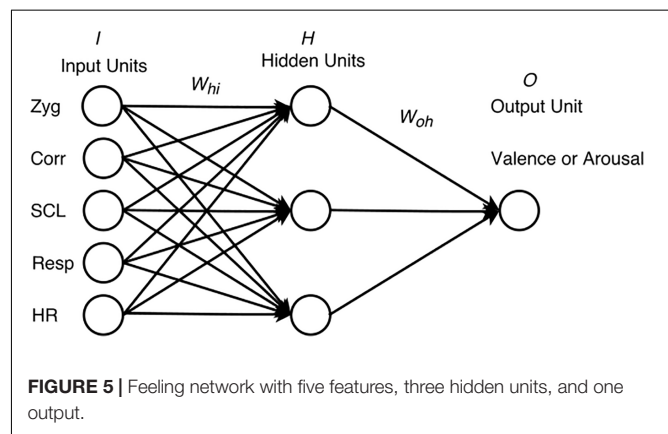 I
Input Units
W_hi
H
Hidden Units
O
Output Unit
W_oh
Valence or Arousal
Zyg
Corr
SCL
Resp
HR
FIGURE 5 | Feeling network with five features, three hidden units, and one
output.